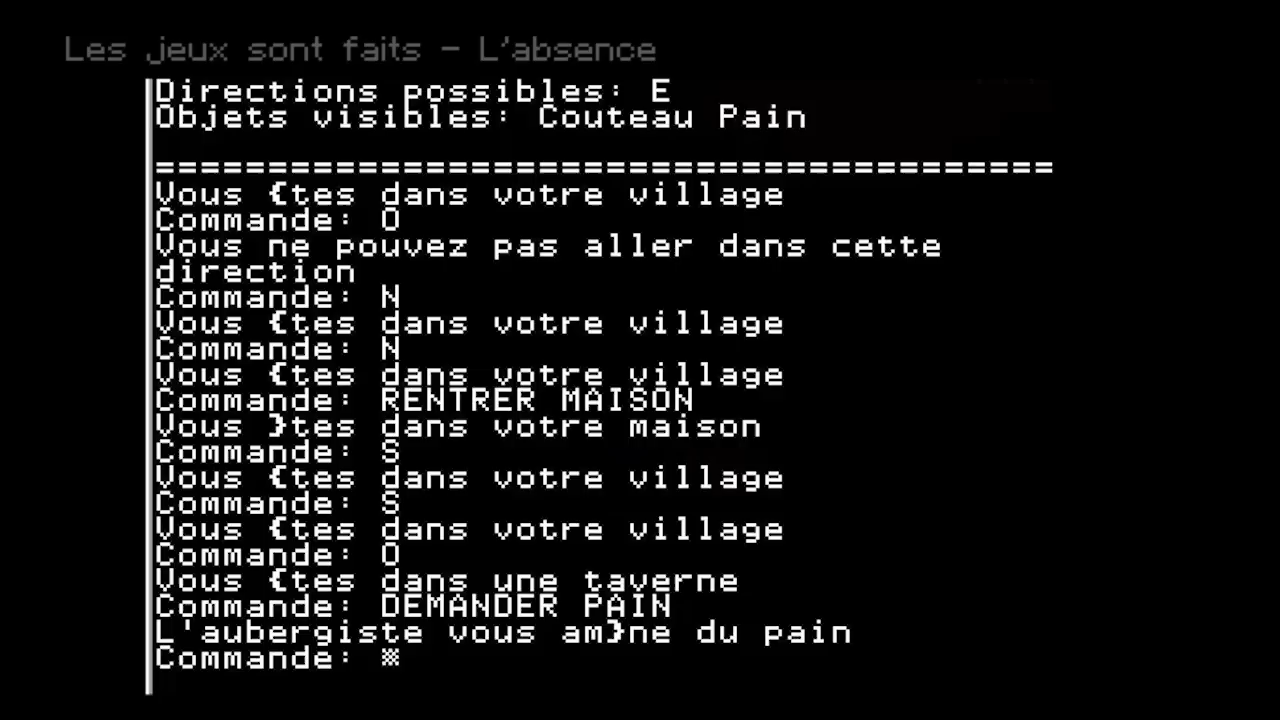 Les jeux sont faits - L'absence
Directions possibles: E
Objets visibles: Couteau Pain
========================================
Vous {tes dans votre village
Commande: O
Vous ne pouvez pas aller dans cette
direction
Commande: N
Vous {tes dans votre village
Commande: N
Vous {tes dans votre village
Commande: RENTRER MAISON
Vous }tes dans votre maison
Commande: S
Vous {tes dans votre village
Commande: S
Vous {tes dans votre village
Commande: O
Vous {tes dans une taverne
Commande: DEMANDER PAIN
L'aubergiste vous am}ne du pain
Commande: